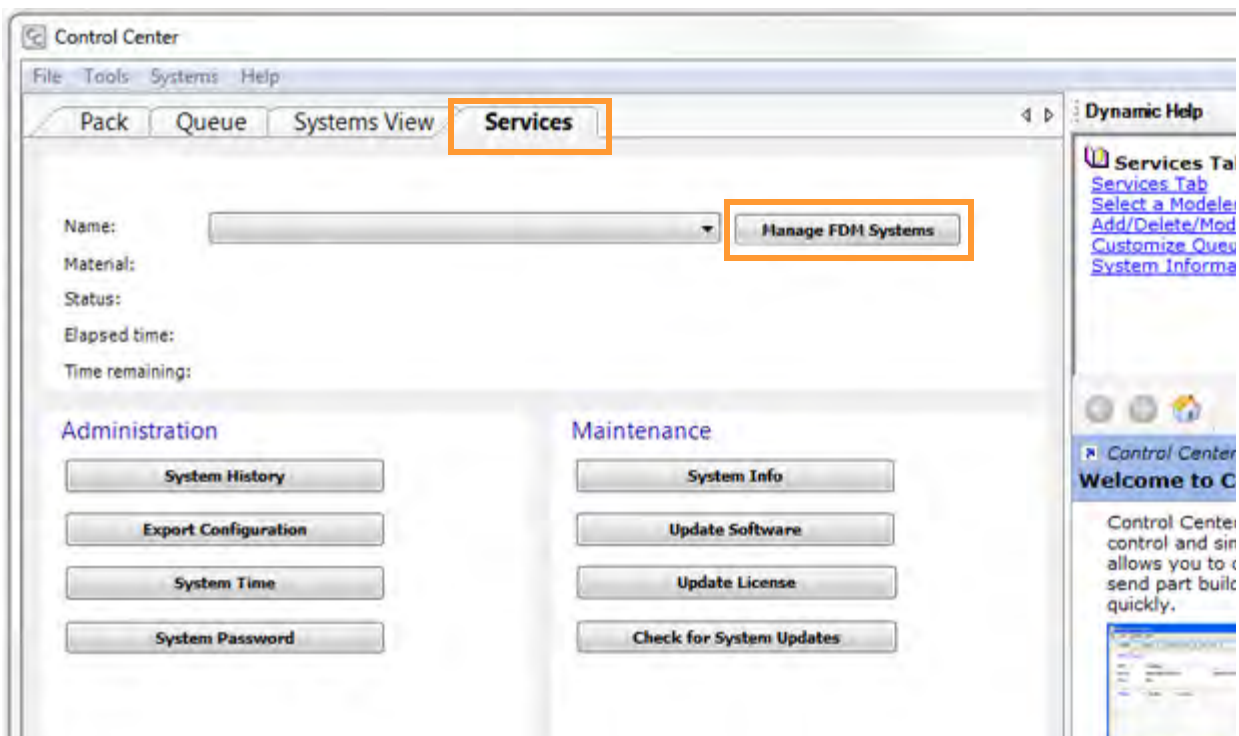 Control Center
File Tools Systems Help
Pack Queue Systems View Services
Name:
Manage FDM Systems
Material:
Status:
Elapsed time:
Time remaining:
Administration
System History
Export Configuration
System Time
System Password
Maintenance
System Info
Update Software
Update License
Check for System Updates
Dynamic Help
Services Ta
Services Tab
Select a Modele
Add/Delete/Mod
Customize Queu
System Informa
Control Center
Welcome to C
Control Center
control and sim
allows you to
send part build
quickly.